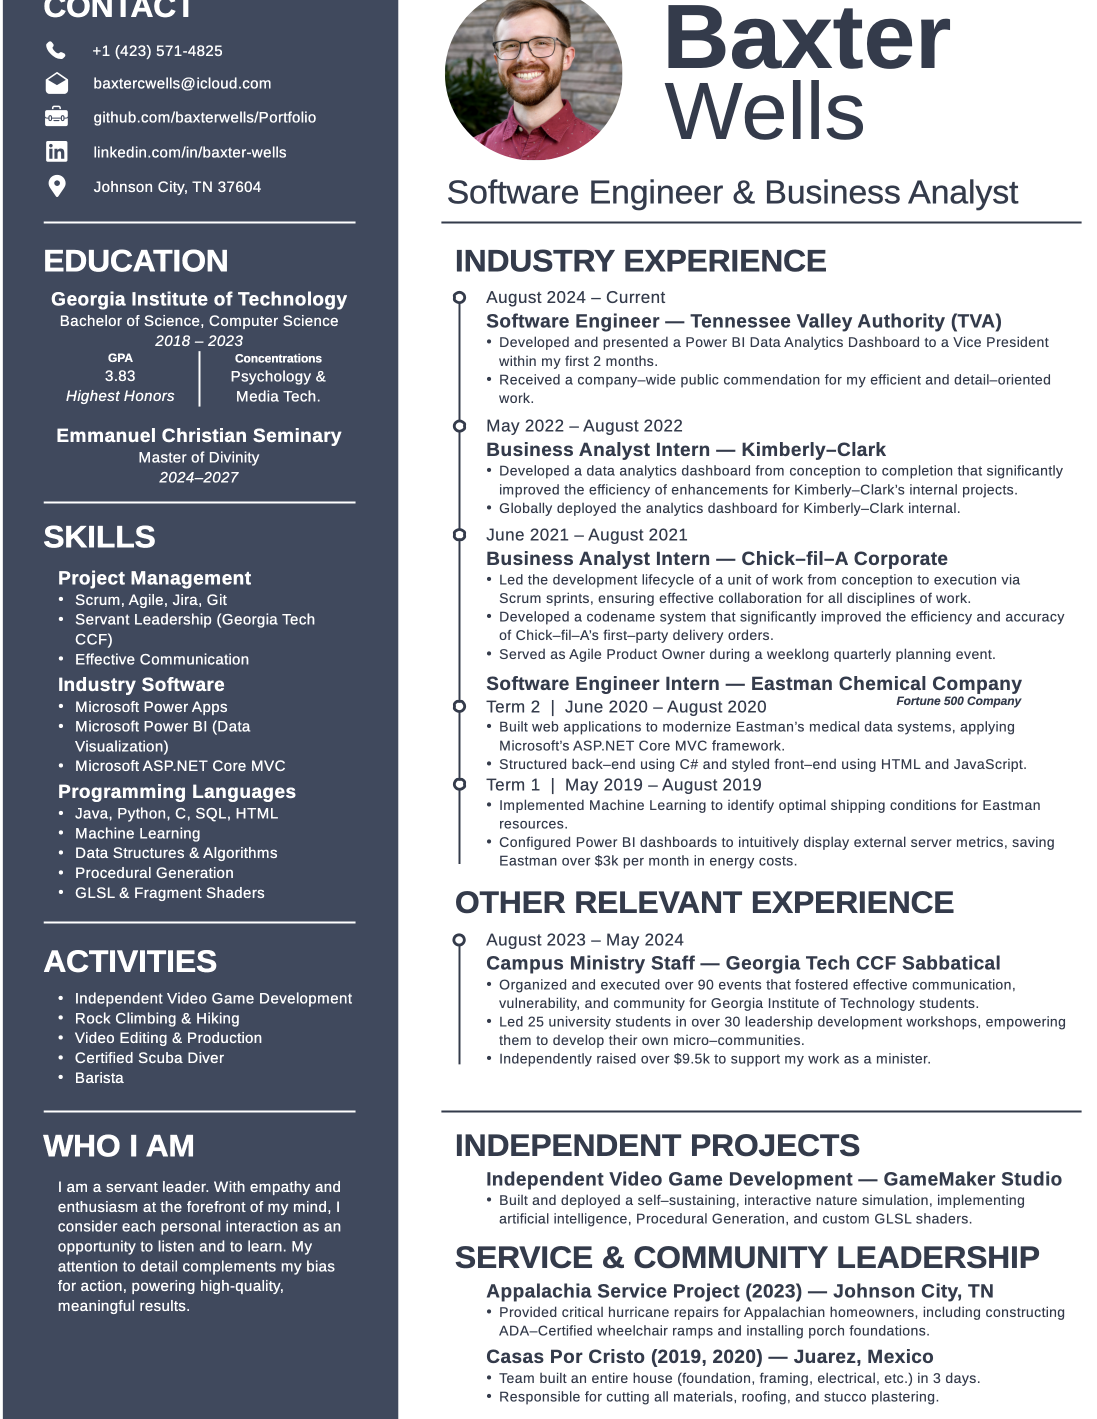 CONTACT
+1 (423) 571-4825
baxtercwells@icloud.com
github.com/baxterwells/Portfolio
linkedin.com/in/baxter-wells
Johnson City, TN 37604
EDUCATION
Georgia Institute of Technology
Bachelor of Science, Computer Science
2018 – 2023
GPA
3.83
Highest Honors
Concentrations
Psychology &
Media Tech.
Emmanuel Christian Seminary
Master of Divinity
2024–2027
SKILLS
Project Management
• Scrum, Agile, Jira, Git
• Servant Leadership (Georgia Tech
CCF)
• Effective Communication
Industry Software
• Microsoft Power Apps
• Microsoft Power BI (Data
Visualization)
• Microsoft ASP.NET Core MVC
Programming Languages
• Java, Python, C, SQL, HTML
• Machine Learning
• Data Structures & Algorithms
• Procedural Generation
• GLSL & Fragment Shaders
ACTIVITIES
• Independent Video Game Development
• Rock Climbing & Hiking
• Video Editing & Production
• Certified Scuba Diver
• Barista
WHO I AM
I am a servant leader. With empathy and
enthusiasm at the forefront of my mind, I
consider each personal interaction as an
opportunity to listen and to learn. My
attention to detail complements my bias
for action, powering high-quality,
meaningful results.
Baxter
Wells
Software Engineer & Business Analyst
INDUSTRY EXPERIENCE
August 2024 – Current
Software Engineer — Tennessee Valley Authority (TVA)
• Developed and presented a Power BI Data Analytics Dashboard to a Vice President
within my first 2 months.
• Received a company–wide public commendation for my efficient and detail–oriented
work.
May 2022 – August 2022
Business Analyst Intern — Kimberly–Clark
• Developed a data analytics dashboard from conception to completion that significantly
improved the efficiency of enhancements for Kimberly–Clark's internal projects.
• Globally deployed the analytics dashboard for Kimberly–Clark internal.
June 2021 – August 2021
Business Analyst Intern — Chick–fil–A Corporate
• Led the development lifecycle of a unit of work from conception to execution via
Scrum sprints, ensuring effective collaboration for all disciplines of work.
• Developed a codename system that significantly improved the efficiency and accuracy
of Chick–fil–A's first–party delivery orders.
• Served as Agile Product Owner during a weeklong quarterly planning event.
Software Engineer Intern — Eastman Chemical Company
Fortune 500 Company
Term 2 | June 2020 – August 2020
• Built web applications to modernize Eastman's medical data systems, applying
Microsoft's ASP.NET Core MVC framework.
• Structured back–end using C# and styled front–end using HTML and JavaScript.
Term 1 | May 2019 – August 2019
• Implemented Machine Learning to identify optimal shipping conditions for Eastman
resources.
• Configured Power BI dashboards to intuitively display external server metrics, saving
Eastman over $3k per month in energy costs.
OTHER RELEVANT EXPERIENCE
August 2023 – May 2024
Campus Ministry Staff — Georgia Tech CCF Sabbatical
• Organized and executed over 90 events that fostered effective communication,
vulnerability, and community for Georgia Institute of Technology students.
• Led 25 university students in over 30 leadership development workshops, empowering
them to develop their own micro–communities.
• Independently raised over $9.5k to support my work as a minister.
INDEPENDENT PROJECTS
Independent Video Game Development — GameMaker Studio
• Built and deployed a self–sustaining, interactive nature simulation, implementing
artificial intelligence, Procedural Generation, and custom GLSL shaders.
SERVICE & COMMUNITY LEADERSHIP
Appalachia Service Project (2023) — Johnson City, TN
• Provided critical hurricane repairs for Appalachian homeowners, including constructing
ADA–Certified wheelchair ramps and installing porch foundations.
Casas Por Cristo (2019, 2020) — Juarez, Mexico
• Team built an entire house (foundation, framing, electrical, etc.) in 3 days.
• Responsible for cutting all materials, roofing, and stucco plastering.